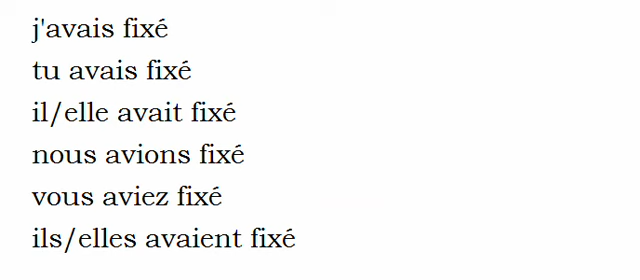 j'avais fixé
tu avais fixé
il/elle avait fixé
nous avions fixé
vous aviez fixé
ils/elles avaient fixé